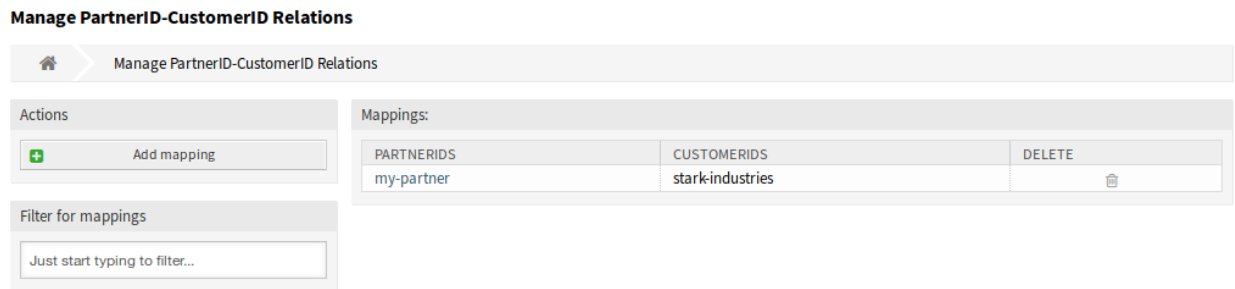 Manage PartnerID-CustomerID Relations
Manage PartnerID-CustomerID Relations
Actions
Add mapping
Filter for mappings
Just start typing to filter...
Mappings:
PARTNERIDS CUSTOMERIDS DELETE
my-partner stark-industries